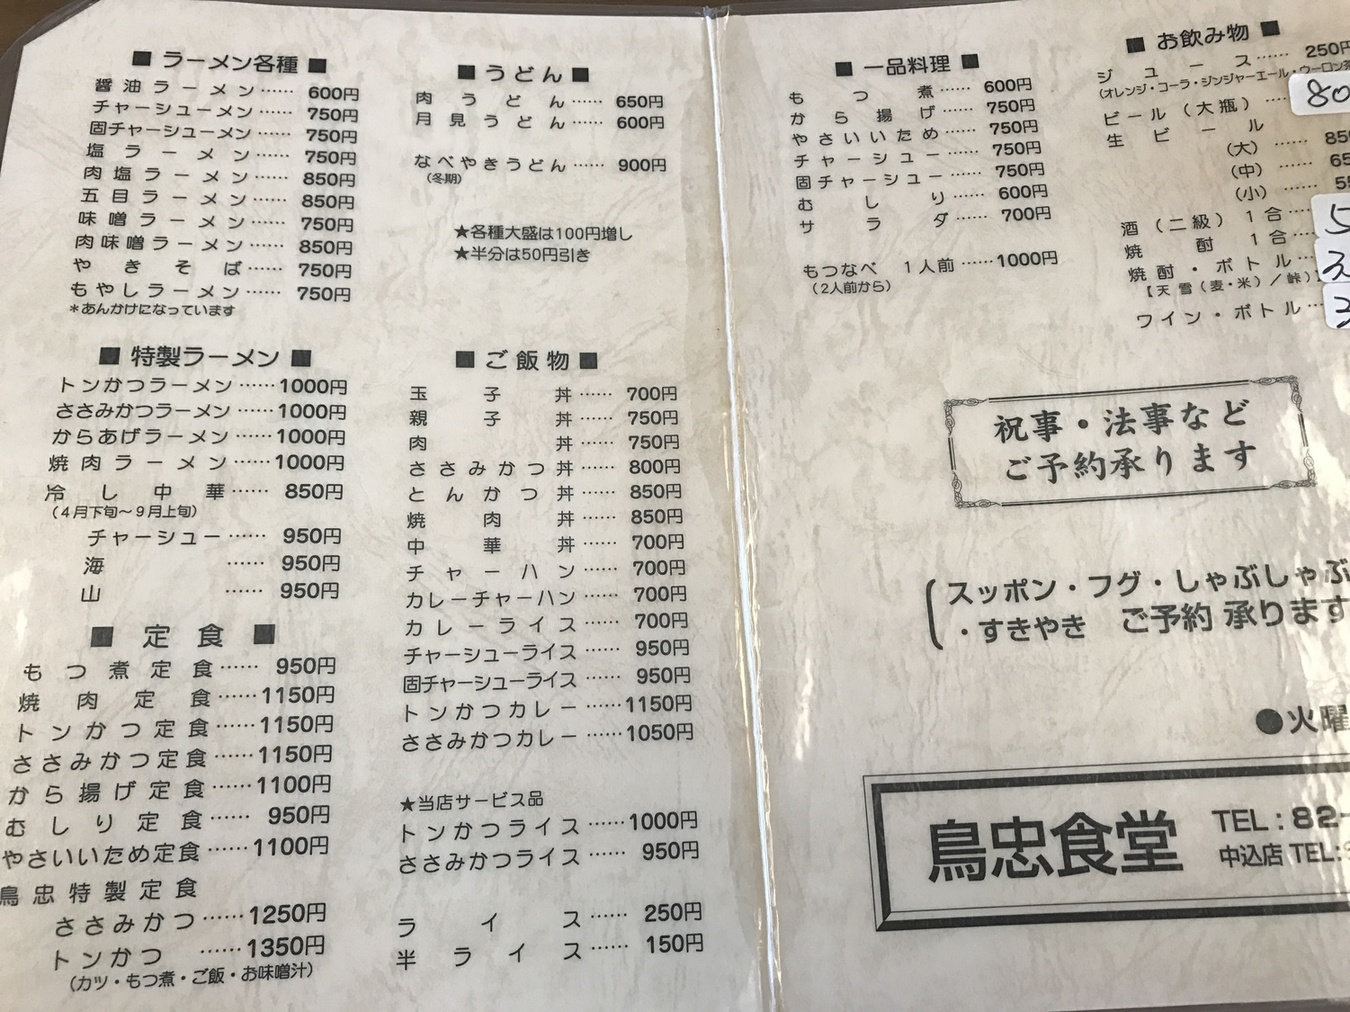 ■ ラーメン各種 ■
醤油ラーメン…… 600円
チャーシューメン…… 750円
固チャーシューメン…… 750円
塩ラーメン…… 750円
肉塩ラーメン…… 850円
五目ラーメン…… 850円
味噌ラーメン…… 750円
肉味噌ラーメン…… 850円
やきそば…… 750円
もやしラーメン…… 750円
＊あんかけになっています
■ 特製ラーメン ■
トンかつラーメン……1000円
ささみかつラーメン……1000円
からあげラーメン……1000円
焼肉ラーメン……1000円
冷し中華…… 850円
（４月下旬～９月上旬）
チャーシュー…… 950円
海…… 950円
山…… 950円
■ 定食 ■
もつ煮定食…… 950円
焼肉定食……1150円
トンかつ定食……1150円
ささみかつ定食……1150円
から揚げ定食……1100円
むしり定食…… 950円
やさいいため定食……1100円
鳥忠特製定食
ささみかつ……1250円
トンかつ……1350円
（カツ・もつ煮・ご飯・お味噌汁）
■ うどん ■
肉うどん…… 650円
月見うどん…… 600円
なべやきうどん…… 900円
（冬期）
★各種大盛は100円増し
★半分は50円引き
■ ご飯物 ■
玉子丼…… 700円
親子丼…… 750円
肉丼…… 750円
ささみかつ丼…… 800円
とんかつ丼…… 850円
焼肉丼…… 850円
中華丼…… 700円
チャーハン…… 700円
カレーチャーハン…… 700円
カレーライス…… 700円
チャーシューライス…… 950円
固チャーシューライス…… 950円
トンかつカレー……1150円
ささみかつカレー……1050円
★当店サービス品
トンかつライス……1000円
ささみかつライス…… 950円
ライス…… 250円
半ライス…… 150円
■ 一品料理 ■
もつ煮…… 600円
から揚げ…… 750円
やさいいため…… 750円
チャーシュー…… 750円
固チャーシュー…… 750円
むしり…… 600円
サラダ…… 700円
もつなべ １人前……1000円
（２人前から）
■ お飲み物 ■
ジュース…… 250円
（オレンジ・コーラ・ジンジャーエール・ウーロン茶
ビール（大瓶）…… 80
生ビール
（大）…… 85
（中）…… 65
（小）…… 5
酒（二級）１合…… 5
焼酎 １合…… 3
焼酎・ボトル……
【天雪（麦・米）／峠】
ワイン・ボトル……
祝事・法事など
ご予約承ります
スッポン・フグ・しゃぶしゃぶ
・すきやき ご予約 承ります
●火曜
鳥忠食堂
TEL：82-
中込店 TEL: